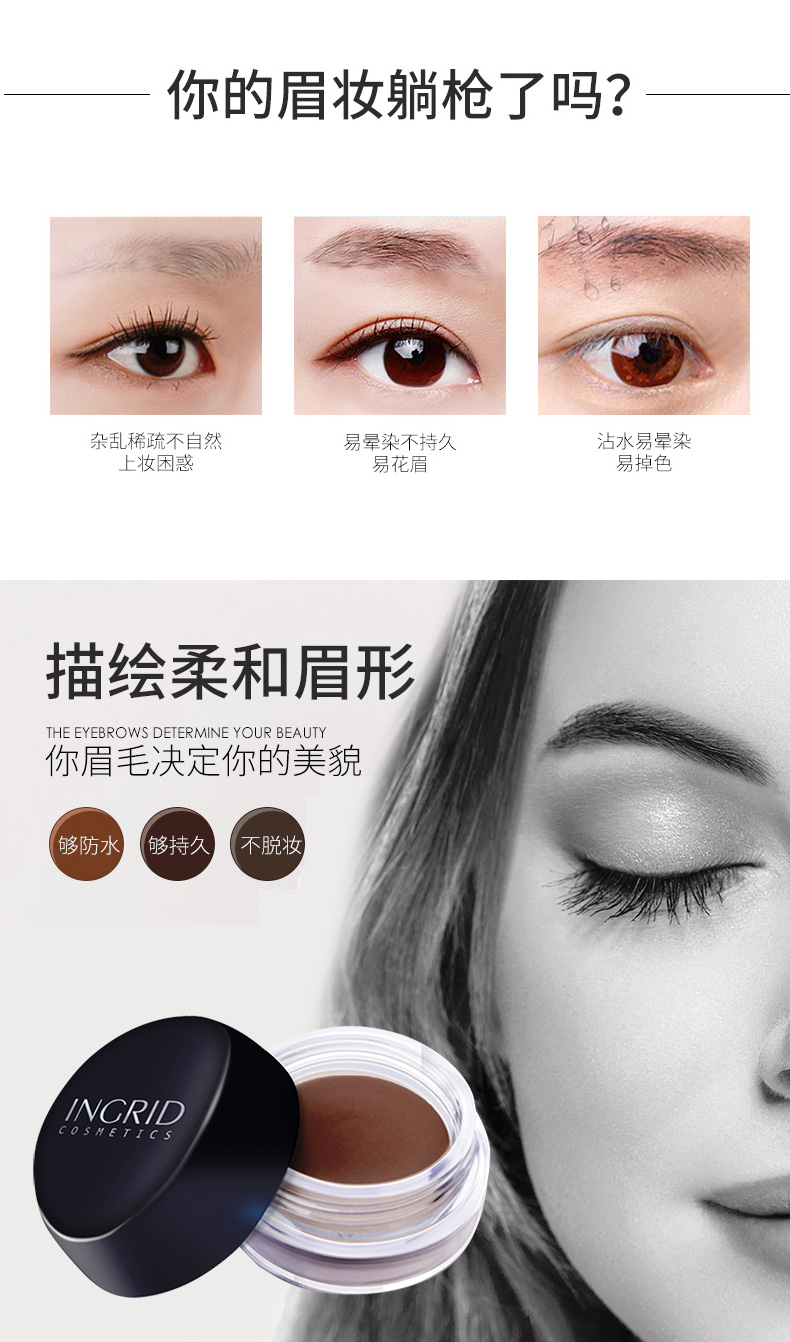 你的眉妆躺枪了吗?
杂乱稀疏不自然
上妆困惑
易晕染不持久
易花眉
沾水易晕染
易掉色
描绘柔和眉形
THE EYEBROWS DETERMINE YOUR BEAUTY
你眉毛决定你的美貌
够防水
够持久
不脱妆
INGRID
COSMETICS